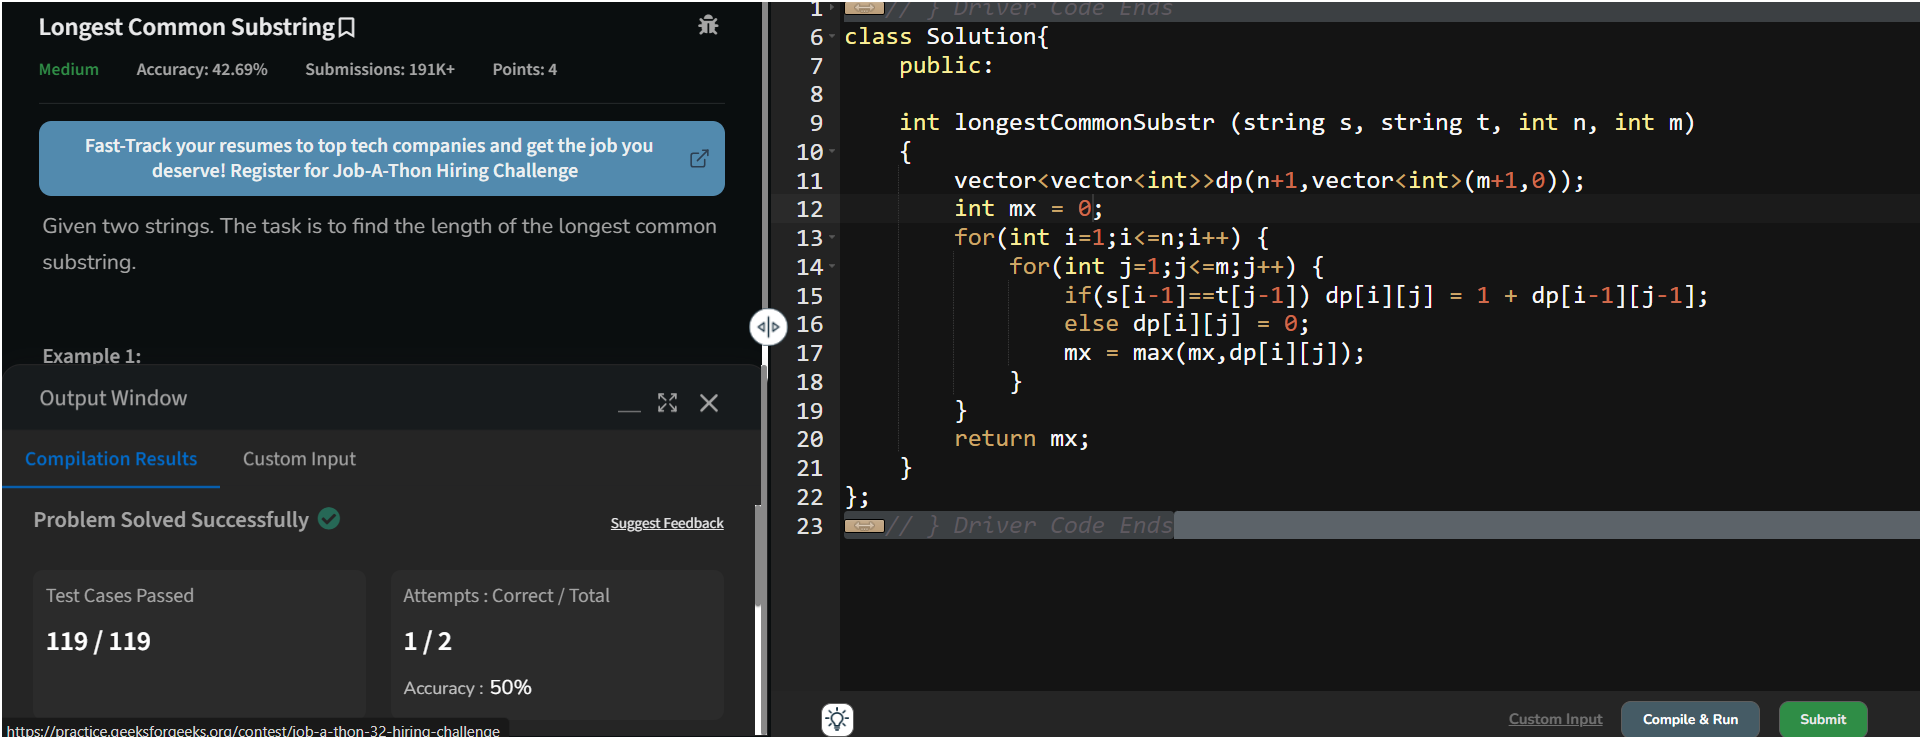 Longest Common Substring
Medium Accuracy: 42.69% Submissions: 191K+ Points: 4
Fast-Track your resumes to top tech companies and get the job you
deserve! Register for Job-A-Thon Hiring Challenge
Given two strings. The task is to find the length of the longest common
substring.
Example 1:
Output Window
Compilation Results Custom Input
Problem Solved Successfully Suggest Feedback
Test Cases Passed
119 / 119
Attempts : Correct / Total
1 / 2
Accuracy : 50%
https://practice.geeksforgeeks.org/contest/job-a-thon-32-hiring-challenge
1 // } Driver Code Ends
6 class Solution{
7     public:
8
9     int longestCommonSubstr (string s, string t, int n, int m)
10     {
11         vector<vector<int>>dp(n+1,vector<int>(m+1,0));
12         int mx = 0;
13         for(int i=1;i<=n;i++) {
14             for(int j=1;j<=m;j++) {
15                 if(s[i-1]==t[j-1]) dp[i][j] = 1 + dp[i-1][j-1];
16                 else dp[i][j] = 0;
17                 mx = max(mx,dp[i][j]);
18             }
19         }
20         return mx;
21     }
22 };
23 // } Driver Code Ends
Custom Input Compile & Run Submit